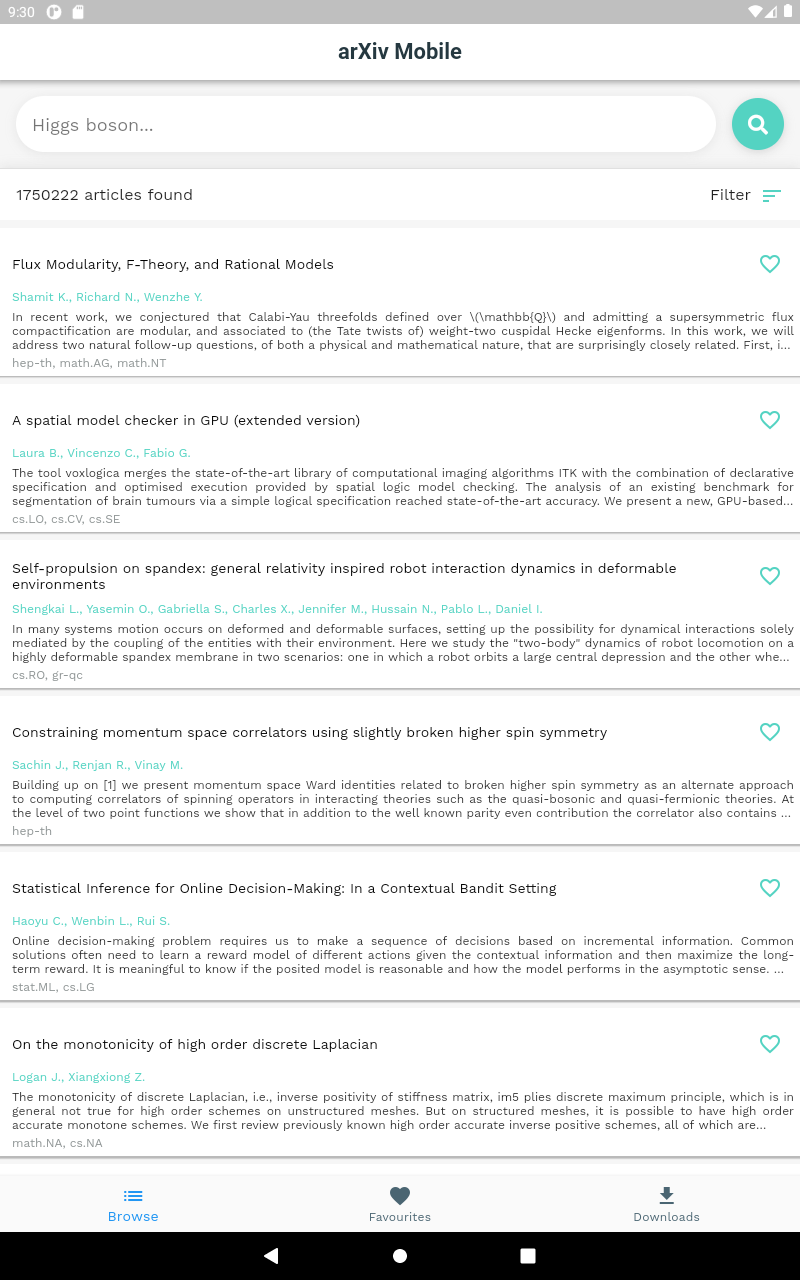 9:30
arXiv Mobile
Higgs boson...
1750222 articles found
Filter
Flux Modularity, F-Theory, and Rational Models
Shamit K., Richard N., Wenzhe Y.
In recent work, we conjectured that Calabi-Yau threefolds defined over \(\mathbb{Q}\) and admitting a supersymmetric flux
compactification are modular, and associated to (the Tate twists of) weight-two cuspidal Hecke eigenforms. In this work, we will
address two natural follow-up questions, of both a physical and mathematical nature, that are surprisingly closely related. First, i...
hep-th, math.AG, math.NT
A spatial model checker in GPU (extended version)
Laura B., Vincenzo C., Fabio G.
The tool voxlogica merges the state-of-the-art library of computational imaging algorithms ITK with the combination of declarative
specification and optimised execution provided by spatial logic model checking. The analysis of an existing benchmark for
segmentation of brain tumours via a simple logical specification reached state-of-the-art accuracy. We present a new, GPU-based...
cs.LO, cs.CV, cs.SE
Self-propulsion on spandex: general relativity inspired robot interaction dynamics in deformable
environments
Shengkai L., Yasemin O., Gabriella S., Charles X., Jennifer M., Hussain N., Pablo L., Daniel I.
In many systems motion occurs on deformed and deformable surfaces, setting up the possibility for dynamical interactions solely
mediated by the coupling of the entities with their environment. Here we study the "two-body" dynamics of robot locomotion on a
highly deformable spandex membrane in two scenarios: one in which a robot orbits a large central depression and the other whe...
cs.RO, gr-qc
Constraining momentum space correlators using slightly broken higher spin symmetry
Sachin J., Renjan R., Vinay M.
Building up on [1] we present momentum space Ward identities related to broken higher spin symmetry as an alternate approach
to computing correlators of spinning operators in interacting theories such as the quasi-bosonic and quasi-fermionic theories. At
the level of two point functions we show that in addition to the well known parity even contribution the correlator also contains ...
hep-th
Statistical Inference for Online Decision-Making: In a Contextual Bandit Setting
Haoyu C., Wenbin L., Rui S.
Online decision-making problem requires us to make a sequence of decisions based on incremental information. Common
solutions often need to learn a reward model of different actions given the contextual information and then maximize the long-
term reward. It is meaningful to know if the posited model is reasonable and how the model performs in the asymptotic sense. ...
stat.ML, cs.LG
On the monotonicity of high order discrete Laplacian
Logan J., Xiangxiong Z.
The monotonicity of discrete Laplacian, i.e., inverse positivity of stiffness matrix, im5 plies discrete maximum principle, which is in
general not true for high order schemes on unstructured meshes. But on structured meshes, it is possible to have high order
accurate monotone schemes. We first review previously known high order accurate inverse positive schemes, all of which are...
math.NA, cs.NA
Browse
Favourites
Downloads